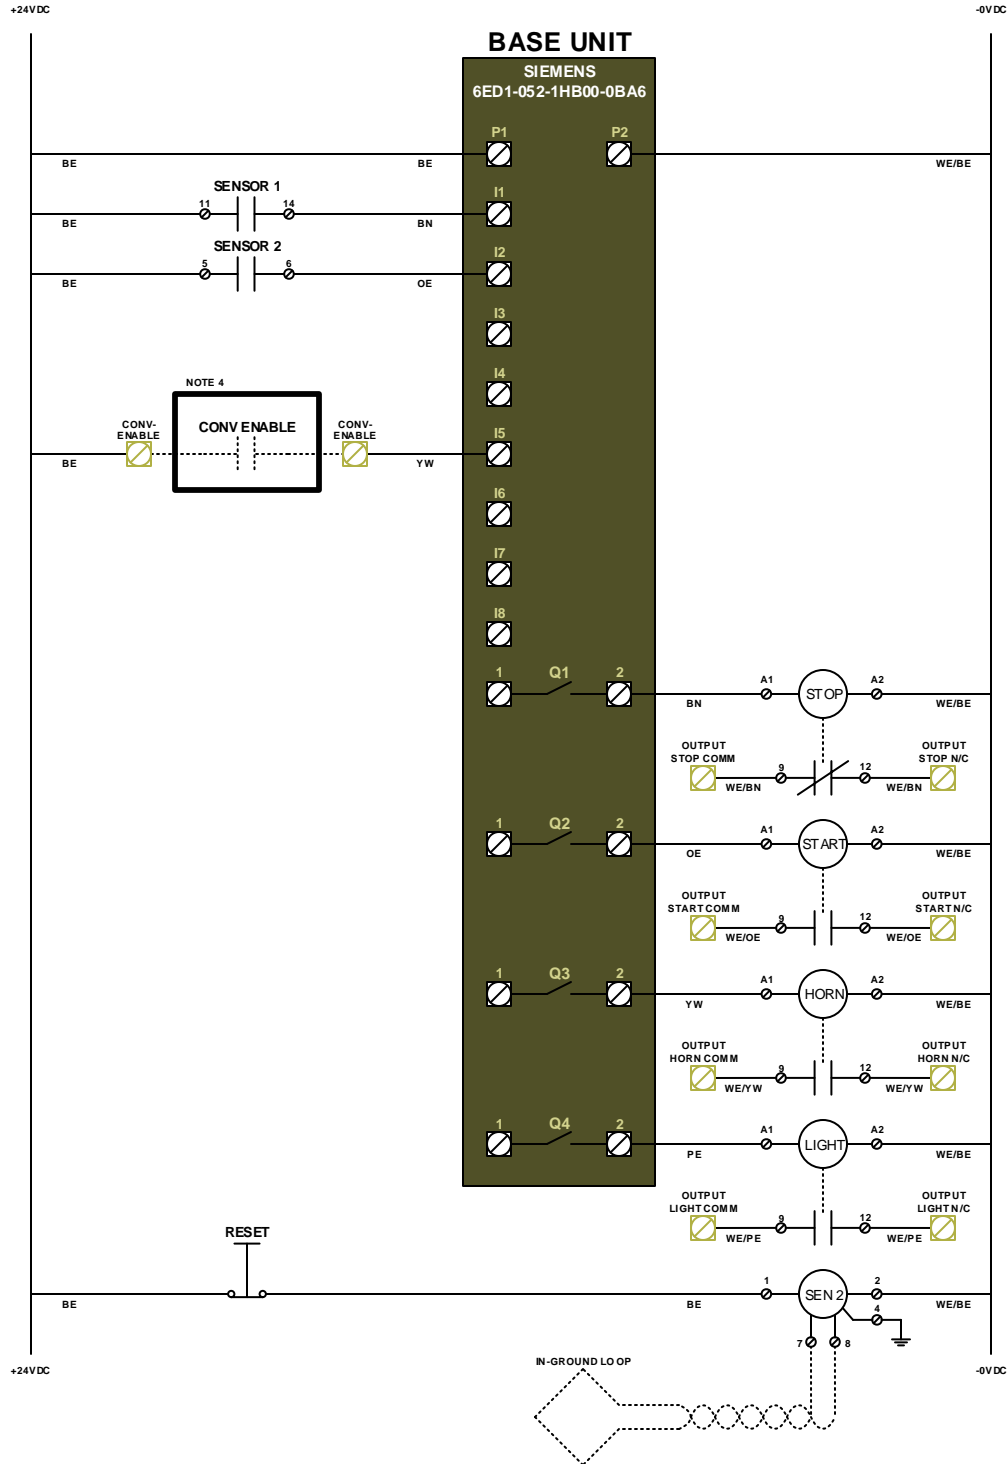 +24VDC
-0VDC
BASE UNIT
SIEMENS
6ED1-052-1HB00-0BA6
P1
P2
BE
BE
WE/BE
SENSOR 1
I1
11
14
BE
BN
SENSOR 2
I2
5
6
BE
OE
I3
I4
NOTE 4
CONV-
ENABLE
CONV ENABLE
CONV-
ENABLE
I5
BE
YW
I6
I7
I8
1
Q1
2
A1
STOP
A2
BN
WE/BE
OUTPUT
STOP COMM
OUTPUT
STOP N/C
9
12
WE/BN
WE/BN
1
Q2
2
A1
START
A2
OE
WE/BE
OUTPUT
START COMM
OUTPUT
START N/C
9
12
WE/OE
WE/OE
1
Q3
2
A1
HORN
A2
YW
WE/BE
OUTPUT
HORN COMM
OUTPUT
HORN N/C
9
12
WE/YW
WE/YW
1
Q4
2
A1
LIGHT
A2
PE
WE/BE
OUTPUT
LIGHT COMM
OUTPUT
LIGHT N/C
9
12
WE/PE
WE/PE
RESET
1
SEN 2
2
BE
BE
WE/BE
4
7
8
IN-GROUND LOOP
+24VDC
-0VDC